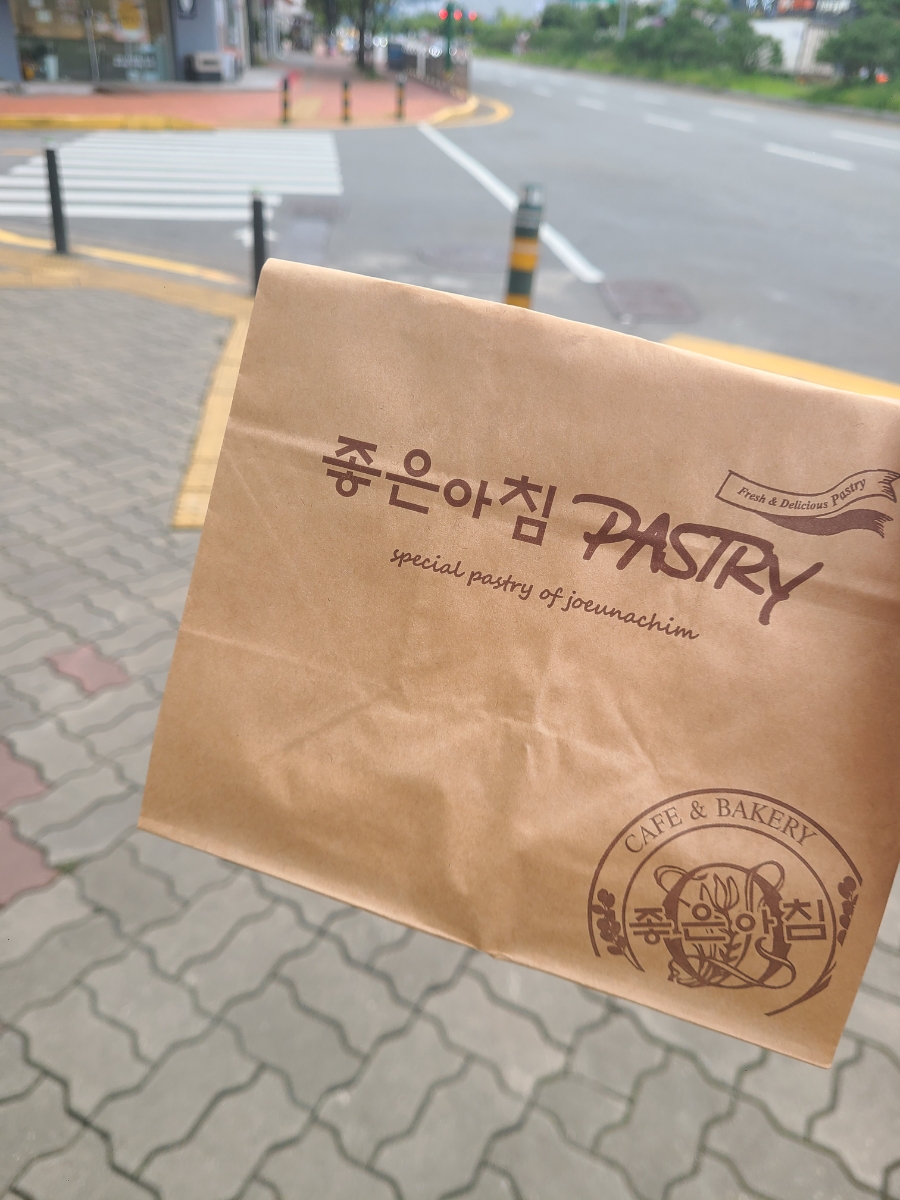 좋은아침 PASTRY
Fresh & Delicious Pastry
special pastry of joeunachim
CAFE & BAKERY
좋은아침